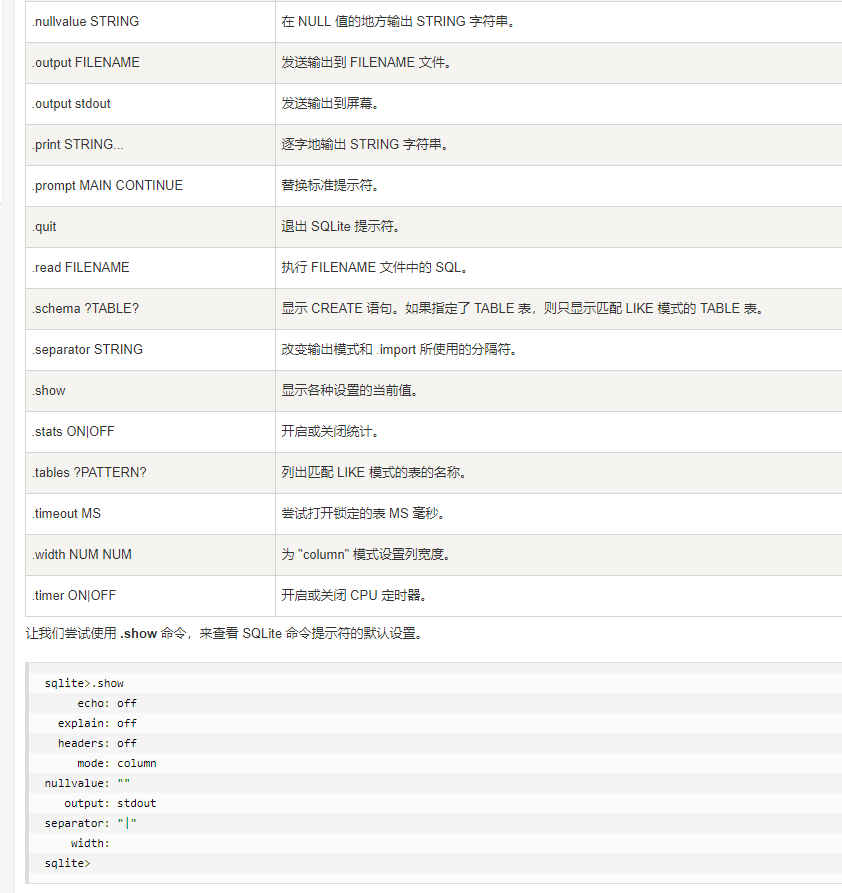 .nullvalue STRING 在 NULL 值的地方输出 STRING 字符串。
.output FILENAME 发送输出到 FILENAME 文件。
.output stdout 发送输出到屏幕。
.print STRING... 逐字地输出 STRING 字符串。
.prompt MAIN CONTINUE 替换标准提示符。
.quit 退出 SQLite 提示符。
.read FILENAME 执行 FILENAME 文件中的 SQL。
.schema ?TABLE? 显示 CREATE 语句。如果指定了 TABLE 表，则只显示匹配 LIKE 模式的 TABLE 表。
.separator STRING 改变输出模式和 .import 所使用的分隔符。
.show 显示各种设置的当前值。
.stats ON|OFF 开启或关闭统计。
.tables ?PATTERN? 列出匹配 LIKE 模式的表的名称。
.timeout MS 尝试打开锁定的表 MS 毫秒。
.width NUM NUM 为 "column" 模式设置列宽度。
.timer ON|OFF 开启或关闭 CPU 定时器。
让我们尝试使用 .show 命令，来查看 SQLite 命令提示符的默认设置。
sqlite>.show
echo: off
explain: off
headers: off
mode: column
nullvalue: ""
output: stdout
separator: "|"
width:
sqlite>